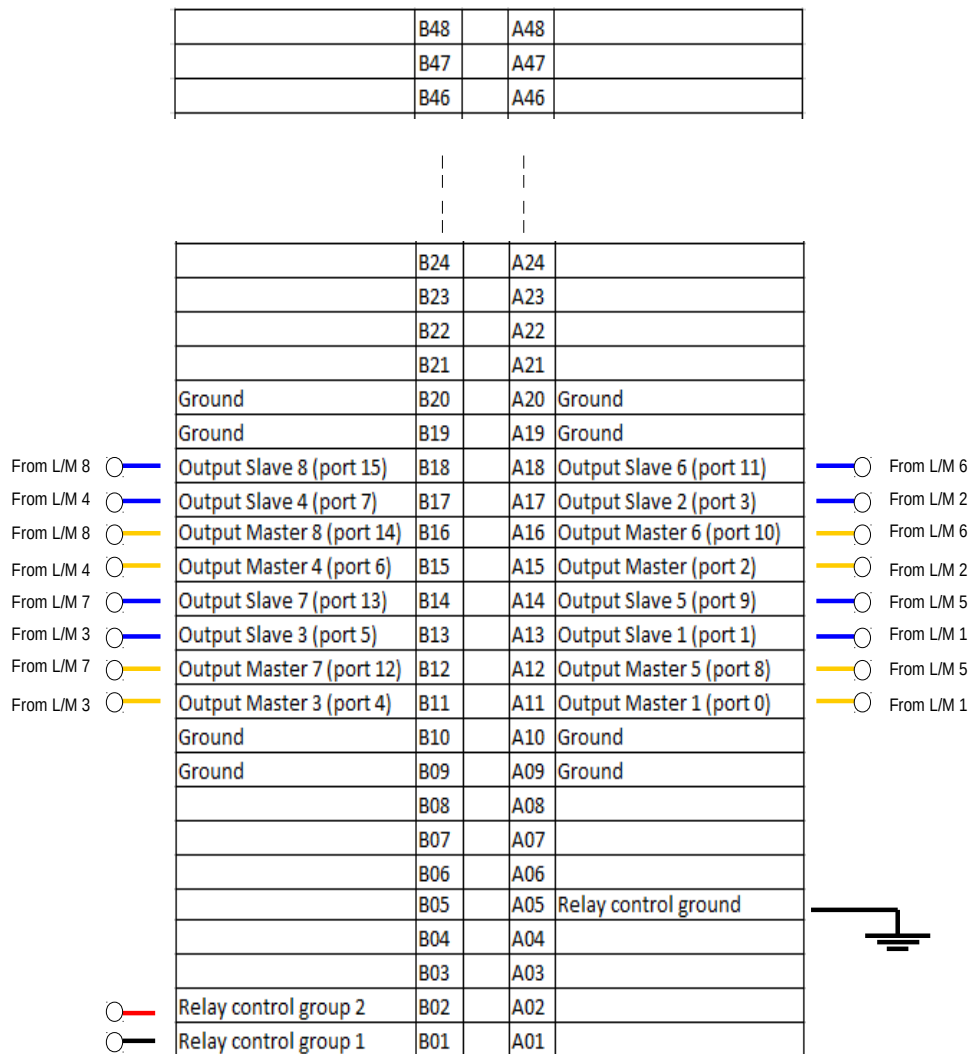 B48 A48
B47 A47
B46 A46
B24 A24
B23 A23
B22 A22
B21 A21
Ground B20 A20 Ground
Ground B19 A19 Ground
From L/M 8 Output Slave 8 (port 15) B18 A18 Output Slave 6 (port 11) From L/M 6
From L/M 4 Output Slave 4 (port 7) B17 A17 Output Slave 2 (port 3) From L/M 2
From L/M 8 Output Master 8 (port 14) B16 A16 Output Master 6 (port 10) From L/M 6
From L/M 4 Output Master 4 (port 6) B15 A15 Output Master (port 2) From L/M 2
From L/M 7 Output Slave 7 (port 13) B14 A14 Output Slave 5 (port 9) From L/M 5
From L/M 3 Output Slave 3 (port 5) B13 A13 Output Slave 1 (port 1) From L/M 1
From L/M 7 Output Master 7 (port 12) B12 A12 Output Master 5 (port 8) From L/M 5
From L/M 3 Output Master 3 (port 4) B11 A11 Output Master 1 (port 0) From L/M 1
Ground B10 A10 Ground
Ground B09 A09 Ground
B08 A08
B07 A07
B06 A06
B05 A05 Relay control ground
B04 A04
B03 A03
Relay control group 2 B02 A02
Relay control group 1 B01 A01